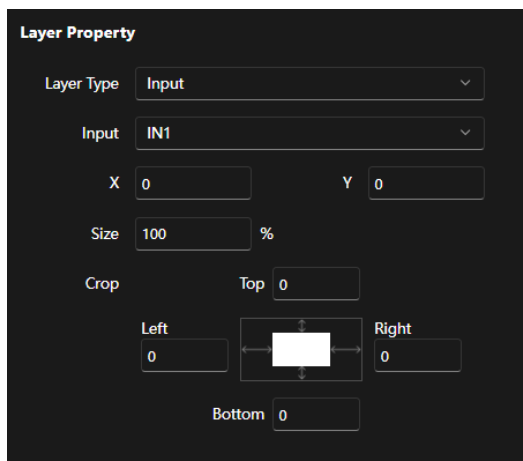 Layer Property
Layer Type Input
Input IN1
X 0 Y 0
Size 100 %
Crop Top 0
Left Right
0 0
Bottom 0